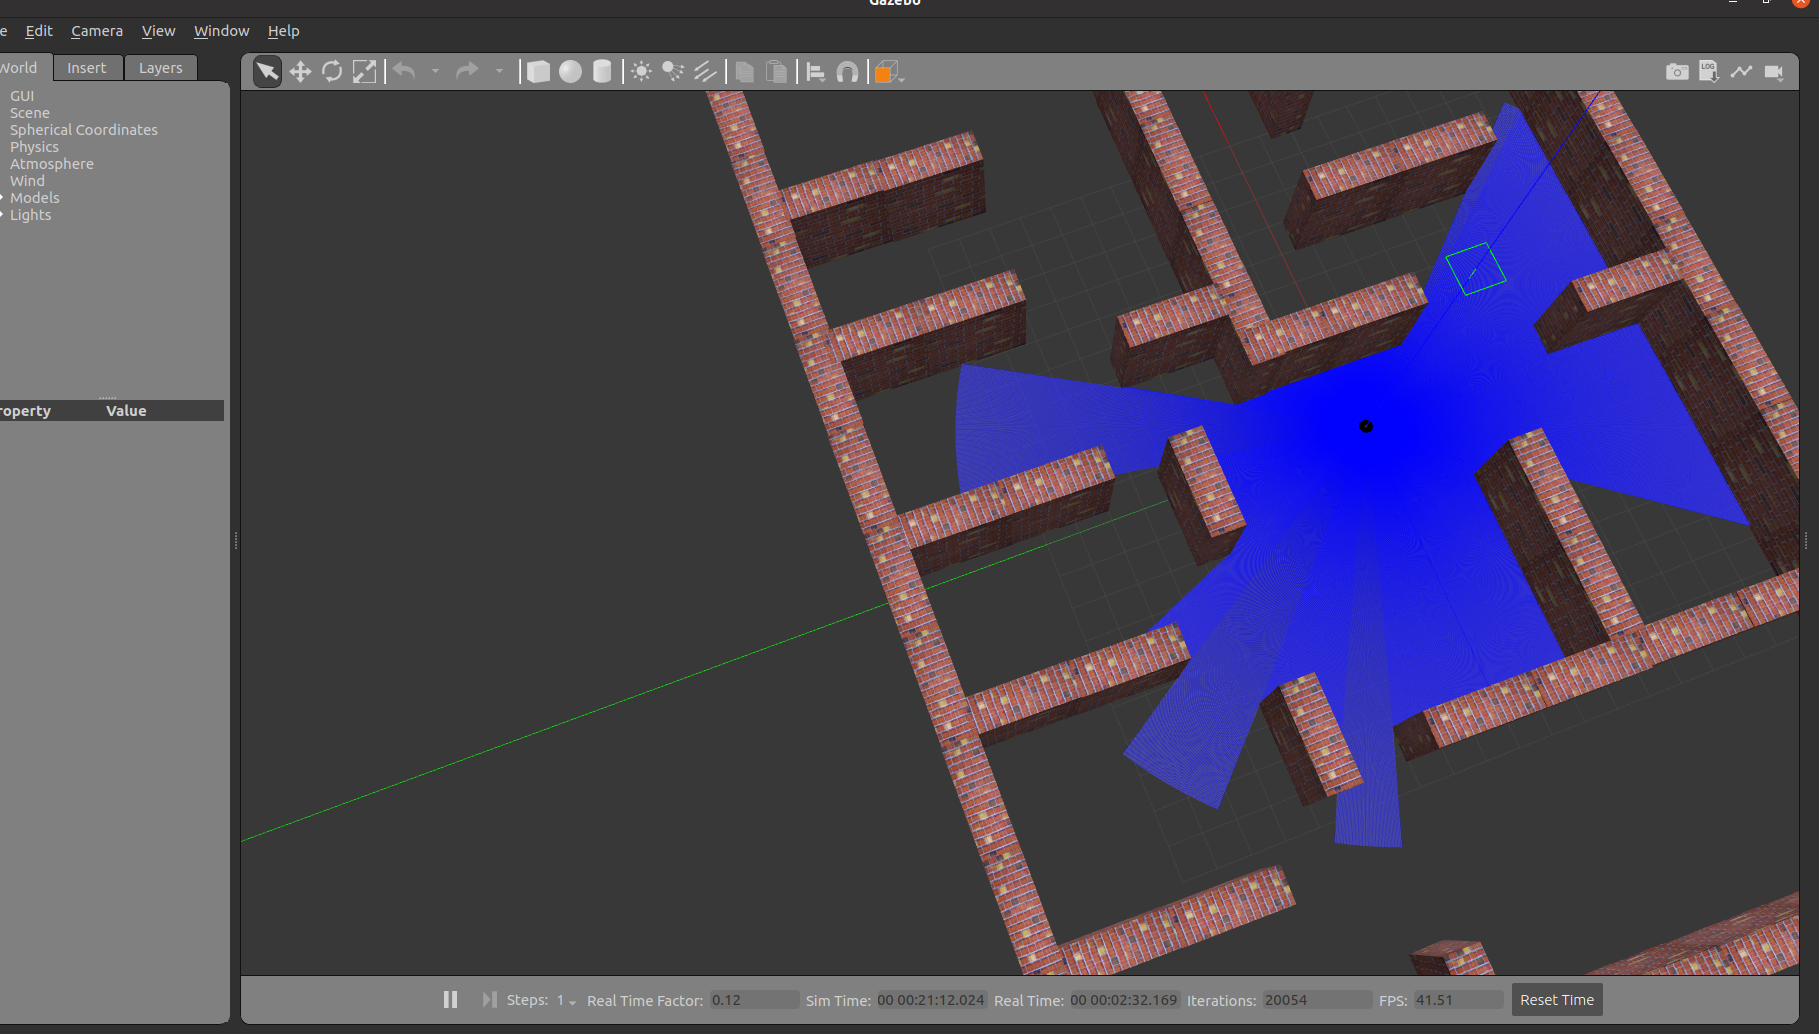 Gazebo
e Edit Camera View Window Help
World Insert Layers
GUI
Scene
Spherical Coordinates
Physics
Atmosphere
Wind
Models
Lights
roperty Value
LOG
Steps: 1 Real Time Factor: 0.12 Sim Time: 00 00:21:12.024 Real Time: 00 00:02:32.169 Iterations: 20054 FPS: 41.51 Reset Time